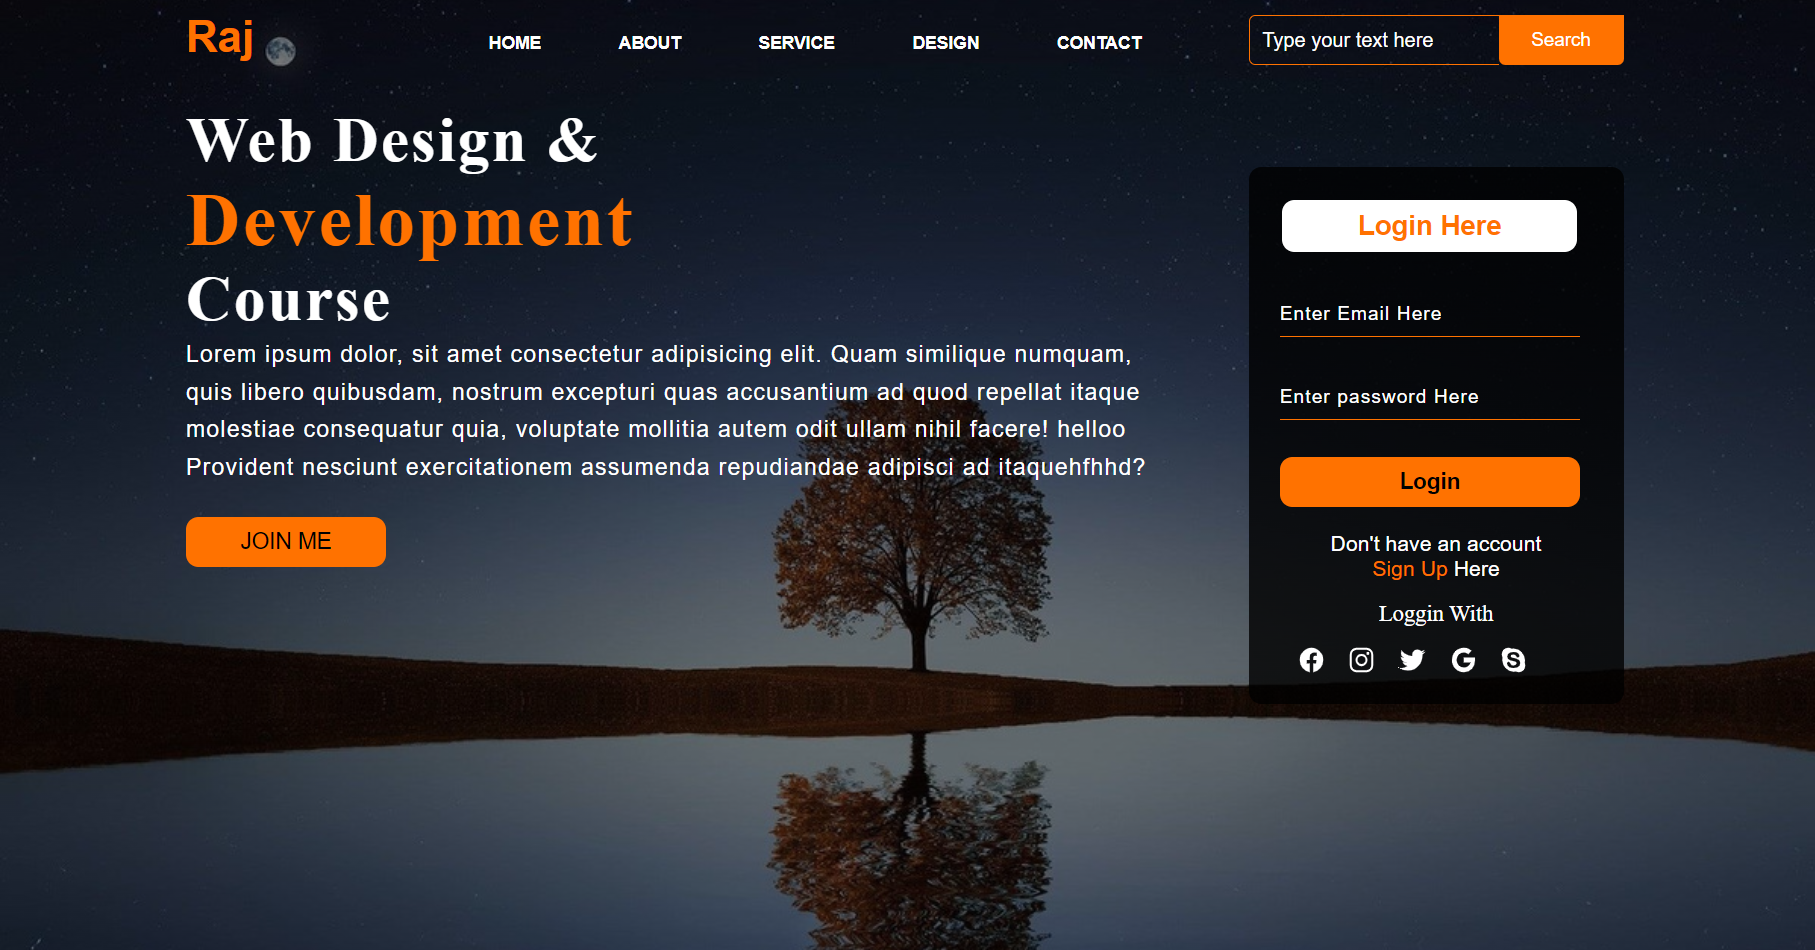 Raj
HOME ABOUT SERVICE DESIGN CONTACT
Type your text here Search
Web Design &
Development
Course
Lorem ipsum dolor, sit amet consectetur adipisicing elit. Quam similique numquam,
quis libero quibusdam, nostrum excepturi quas accusantium ad quod repellat itaque
molestiae consequatur quia, voluptate mollitia autem odit ullam nihil facere! helloo
Provident nesciunt exercitationem assumenda repudiandae adipisci ad itaquehfhhd?
JOIN ME
Login Here
Enter Email Here
Enter password Here
Login
Don't have an account
Sign Up Here
Loggin With